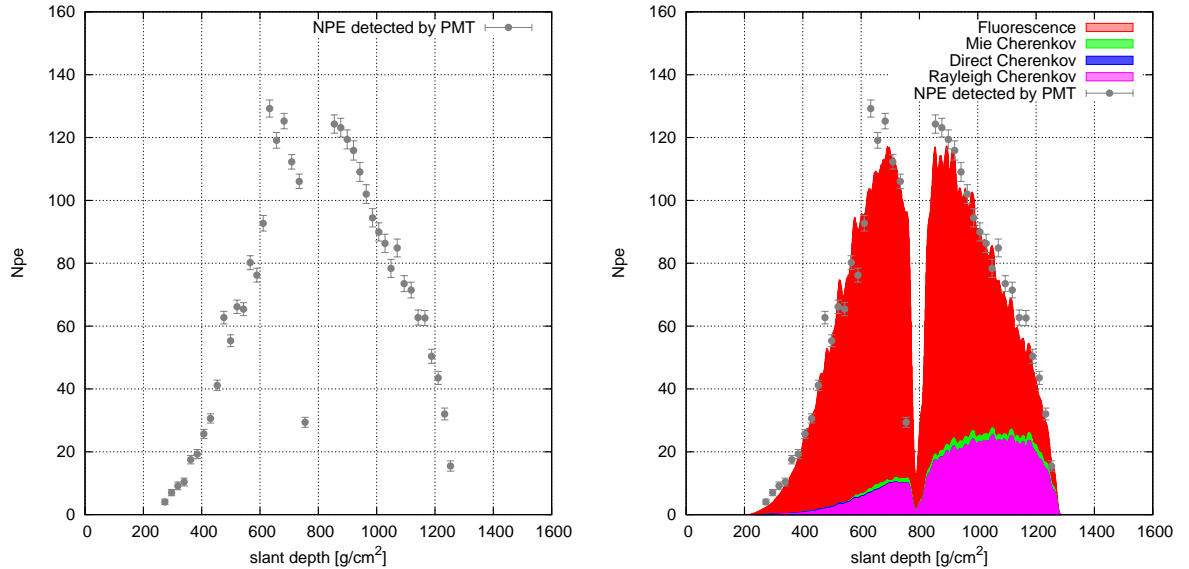 160
140
120
100
80
60
40
20
0
Npe
NPE detected by PMT
0 200 400 600 800 1000 1200 1400 1600
slant depth [g/cm²]
160
140
120
100
80
60
40
20
0
Npe
Fluorescence
Mie Cherenkov
Direct Cherenkov
Rayleigh Cherenkov
NPE detected by PMT
0 200 400 600 800 1000 1200 1400 1600
slant depth [g/cm²]